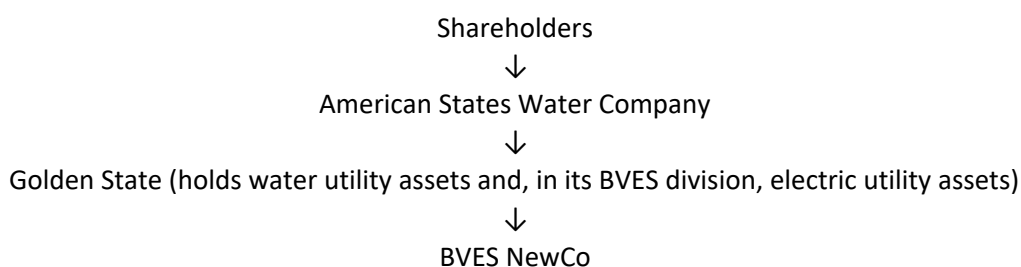 Shareholders
↓
American States Water Company
↓
Golden State (holds water utility assets and, in its BVES division, electric utility assets)
↓
BVES NewCo